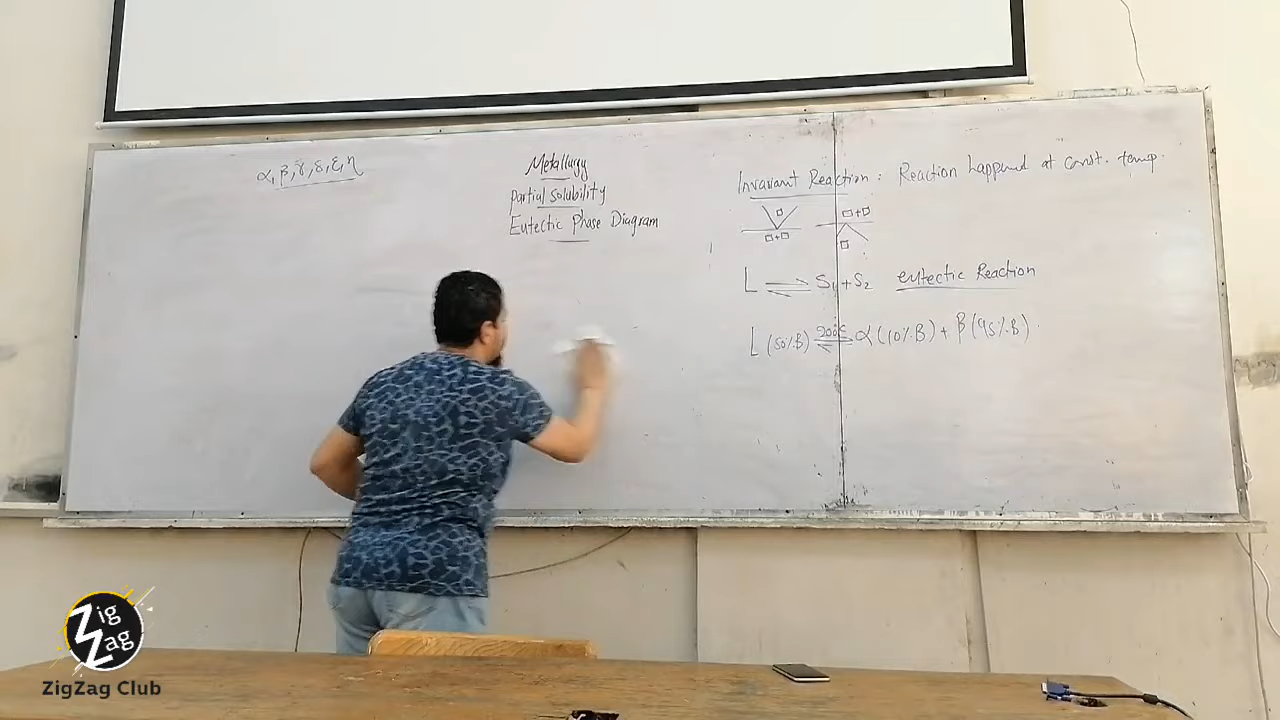 α, β, γ, δ, ε, η
Metallurgy
Partial solubility
Eutectic Phase Diagram
Invariant Reaction : Reaction happend at const. temp.
□ □+□
□+□ □
L ⇌ S1 + S2 eutectic Reaction
L (50%B) 200°C ⇌ α(10%B) + β(95%B)
Zig Zag
ZigZag Club